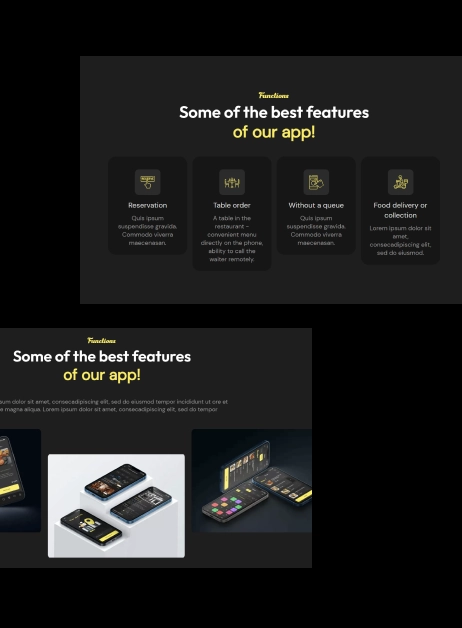 Functions
Some of the best features
of our app!
Reservation
Quis ipsum
suspendisse gravida.
Commodo viverra
maecenasan.
Table order
A table in the
restaurant -
convenient menu
directly on the phone.
ability to call the
waiter remotely.
Without a queue
Quis ipsum
suspendisse gravida.
Commodo viverra
maecenasan.
Food delivery or
collection
Lorem ipsum dolor sit
amet,
consecadipiscing elit,
sed do eiusmod.
Functions
Some of the best features
of our app!
sum dolor sit amet, consecadipiscing elit, sed do eiusmod tempor incididunt ut ore et
e magna aliqua. Lorem ipsum dolor sit amet, consecadipiscing elit, sed do tempor.